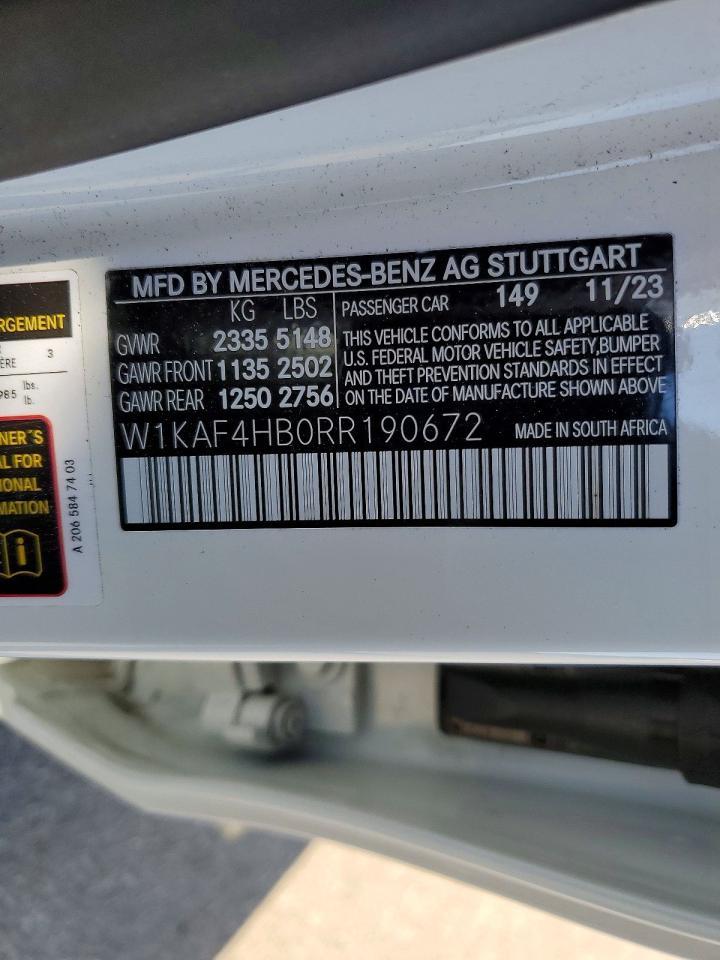 MFD BY MERCEDES-BENZ AG STUTTGART
KG LBS
GVWR 2335 5148
GAWR FRONT 1135 2502
GAWR REAR 1250 2756
PASSENGER CAR 149 11/23
THIS VEHICLE CONFORMS TO ALL APPLICABLE
U.S. FEDERAL MOTOR VEHICLE SAFETY,BUMPER
AND THEFT PREVENTION STANDARDS IN EFFECT
ON THE DATE OF MANUFACTURE SHOWN ABOVE
W1KAF4HB0RR190672 MADE IN SOUTH AFRICA
RGEMENT
ÈRE 3
985 lbs.
lb.
NER´S
AL FOR
IONAL
MATION
i
A 206 584 74 03